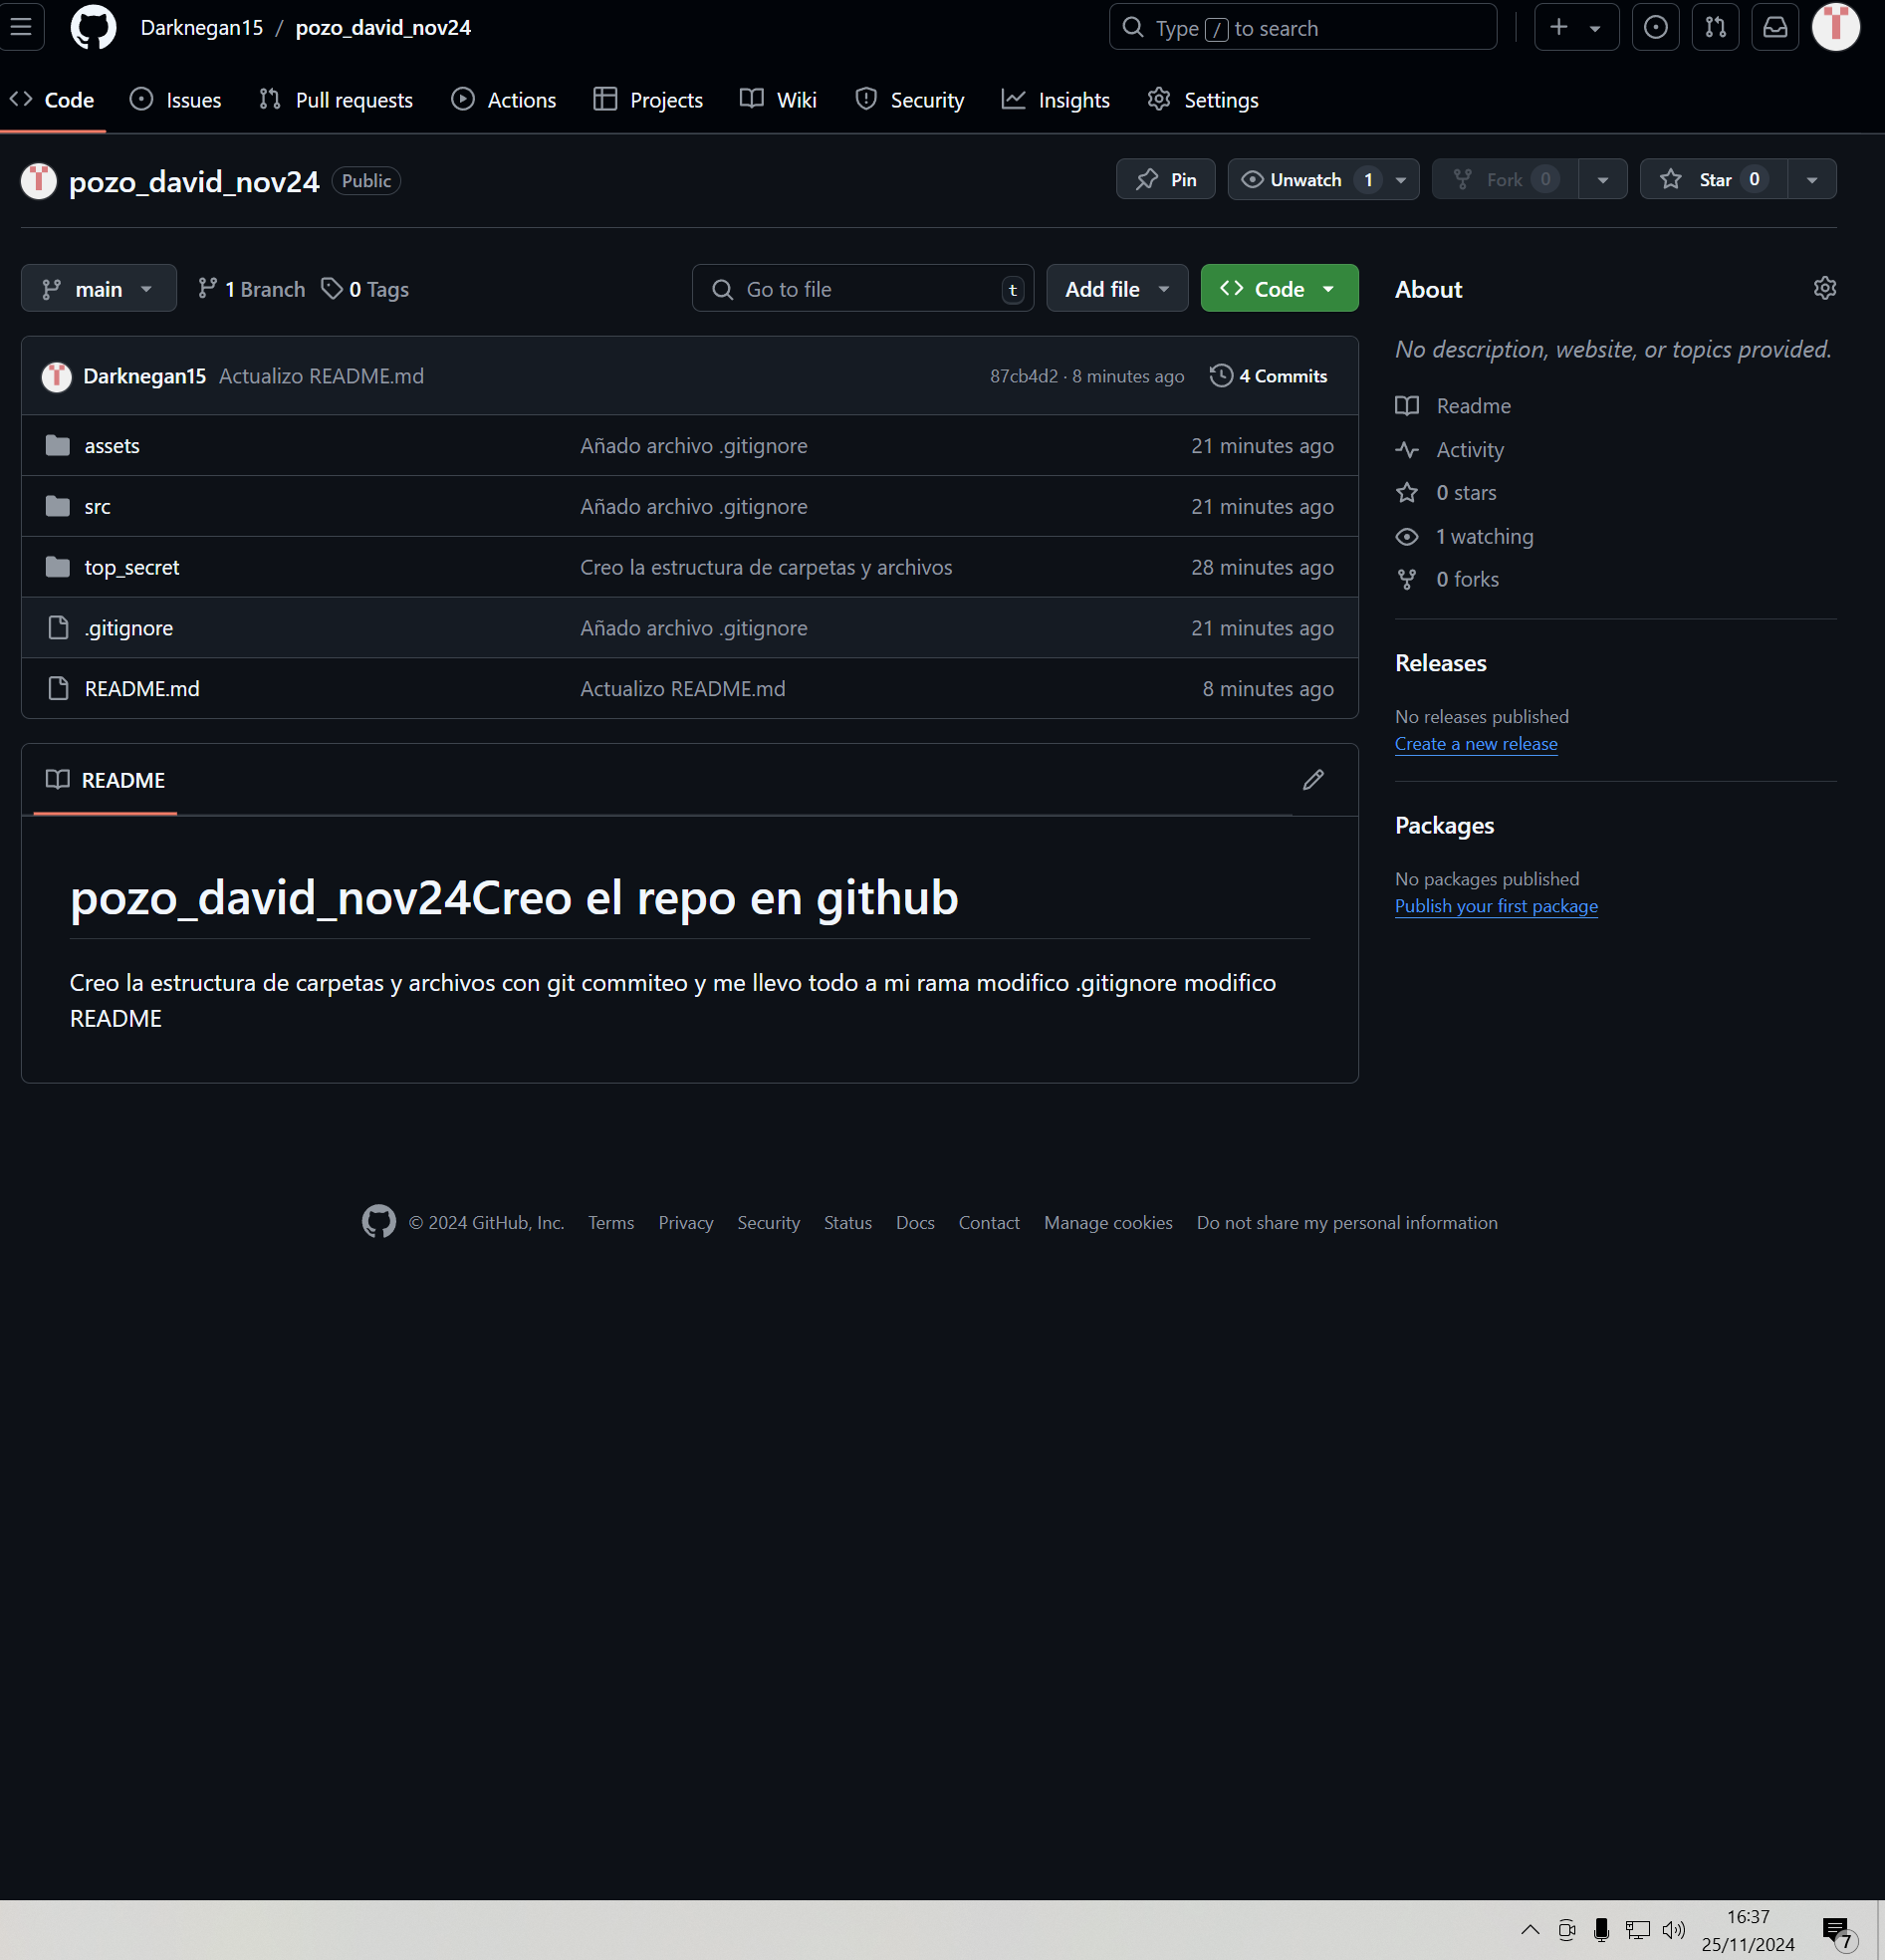 Darknegan15 / pozo_david_nov24
Type / to search
Code Issues Pull requests Actions Projects Wiki Security Insights Settings
pozo_david_nov24 Public
Pin Unwatch 1 Fork 0 Star 0
main 1 Branch 0 Tags
Go to file t Add file Code
Darknegan15 Actualizo README.md 87cb4d2 · 8 minutes ago 4 Commits
assets Añado archivo .gitignore 21 minutes ago
src Añado archivo .gitignore 21 minutes ago
top_secret Creo la estructura de carpetas y archivos 28 minutes ago
.gitignore Añado archivo .gitignore 21 minutes ago
README.md Actualizo README.md 8 minutes ago
README
pozo_david_nov24Creo el repo en github
Creo la estructura de carpetas y archivos con git commiteo y me llevo todo a mi rama modifico .gitignore modifico
README
About
No description, website, or topics provided.
Readme
Activity
0 stars
1 watching
0 forks
Releases
No releases published
Create a new release
Packages
No packages published
Publish your first package
© 2024 GitHub, Inc. Terms Privacy Security Status Docs Contact Manage cookies Do not share my personal information
16:37
25/11/2024
7